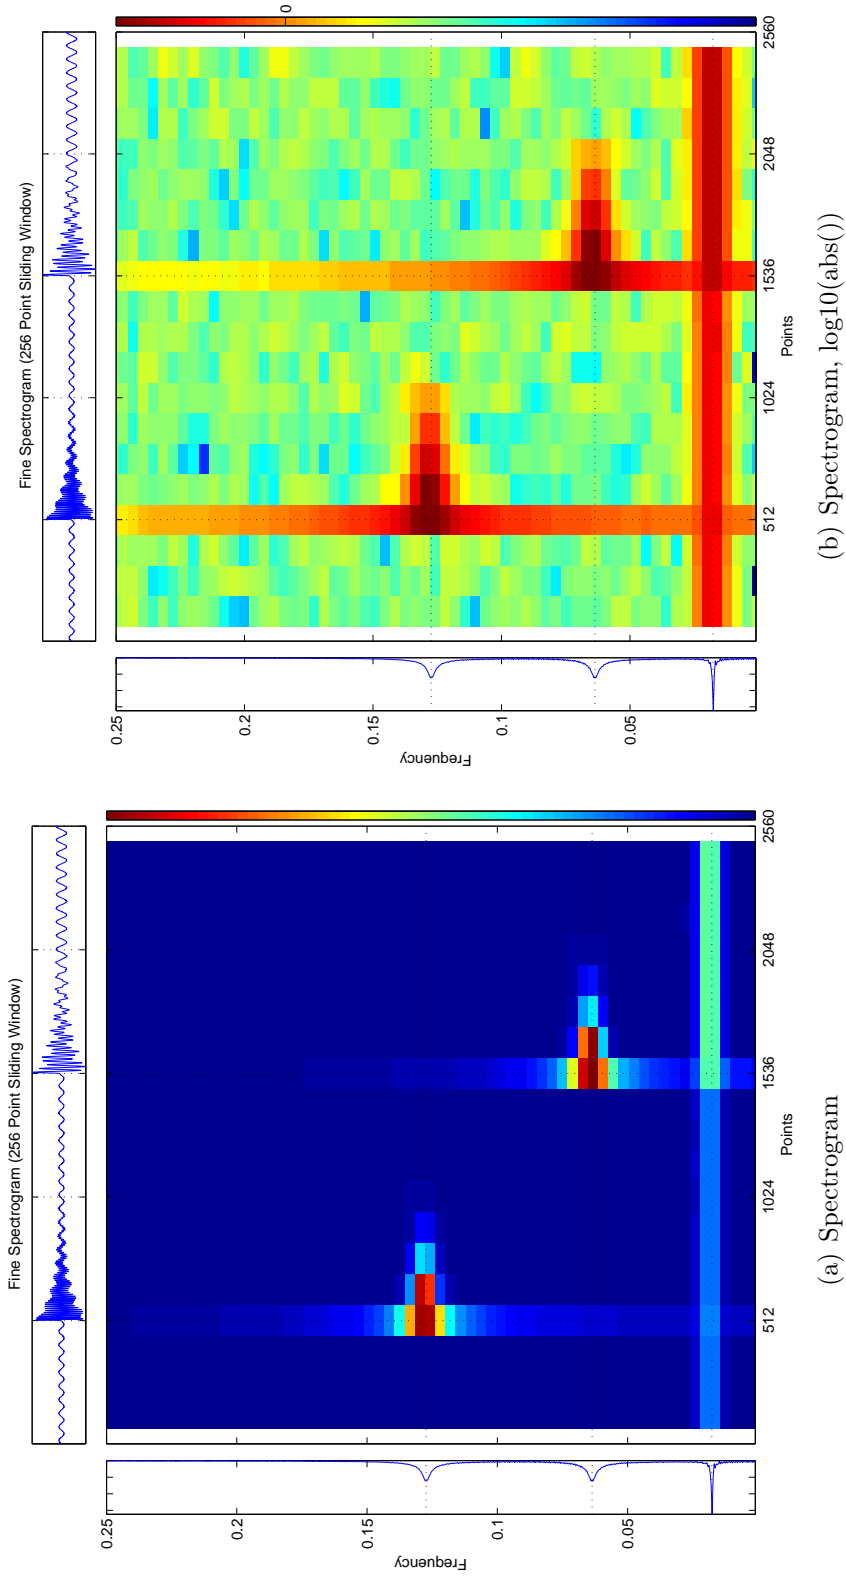 Fine Spectrogram (256 Point Sliding Window)
0.25
0.2
0.15
0.1
0.05
Frequency
512
1024
1536
2048
2560
Points
(a) Spectrogram
Fine Spectrogram (256 Point Sliding Window)
0
0.25
0.2
0.15
0.1
0.05
Frequency
512
1024
1536
2048
2560
Points
(b) Spectrogram, log10(abs())